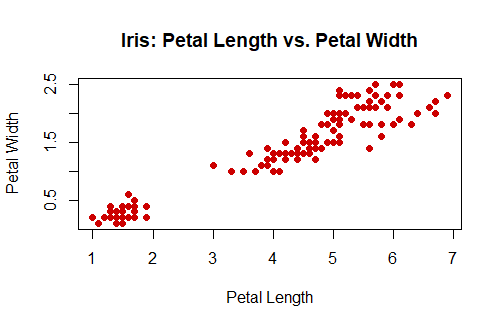 Iris: Petal Length vs. Petal Width
Petal Width
2.5
1.5
0.5
1 2 3 4 5 6 7
Petal Length